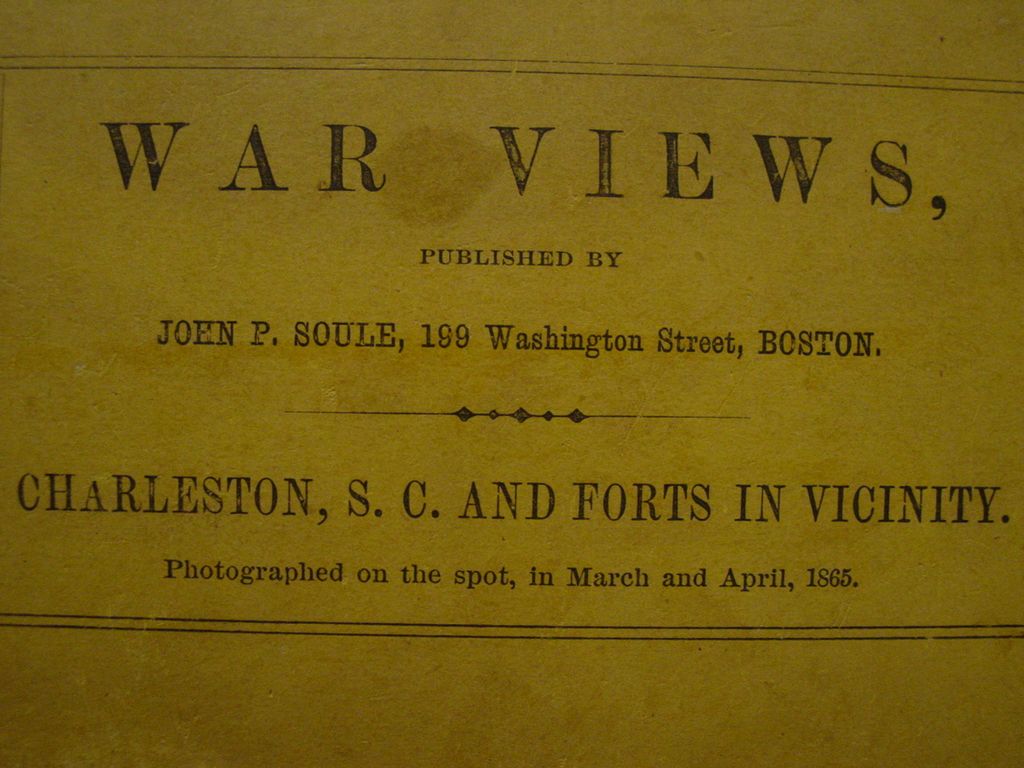 WAR VIEWS,
PUBLISHED BY
JOHN P. SOULE, 199 Washington Street, BOSTON.
CHARLESTON, S. C. AND FORTS IN VICINITY.
Photographed on the spot, in March and April, 1865.